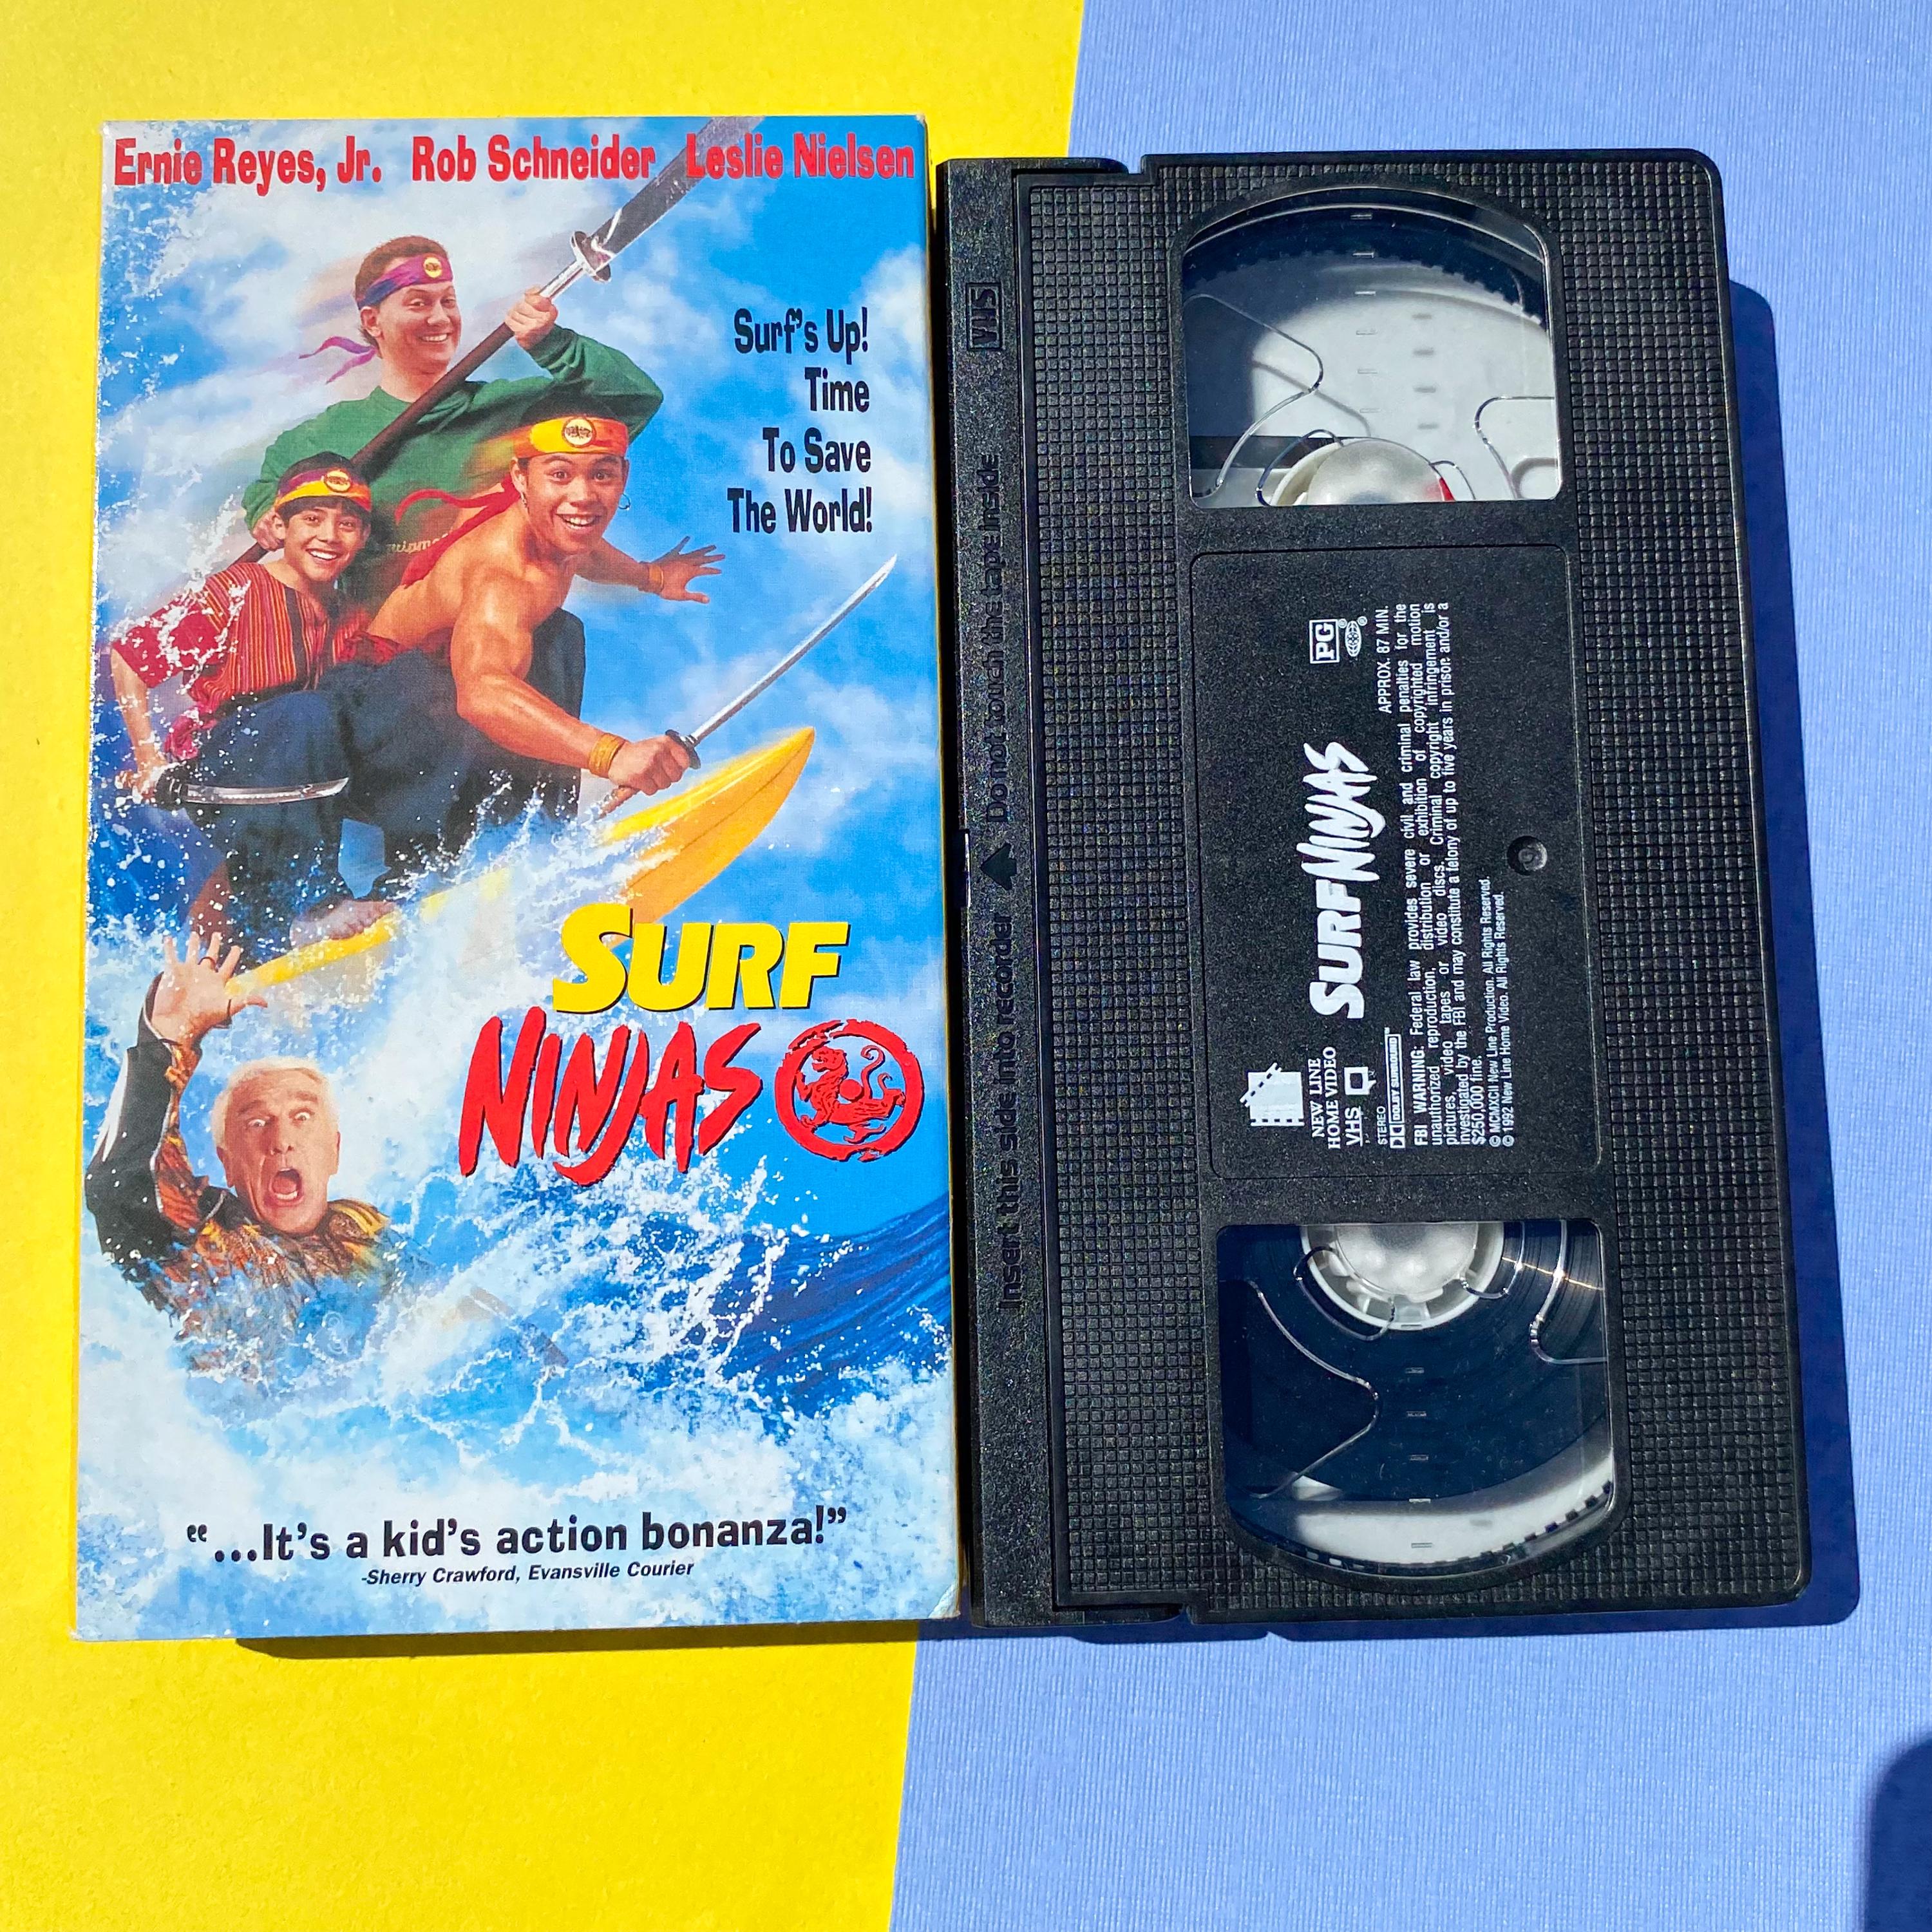 Ernie Reyes, Jr. Rob Schneider Leslie Nielsen
Surf's Up!
Time
To Save
The World!
SURF
NINJAS
"...It's a kid's action bonanza!"
-Sherry Crawford, Evansville Courier
VHS
Insert this side into recorder ▲ Do not touch the tape inside
NEW LINE
HOME VIDEO
VHS
STEREO
DOLBY SURROUND™
SURF NINJAS
PG ®
APPROX. 87 MIN.
FBI WARNING: Federal law provides severe civil and criminal penalties for the
unauthorized reproduction, distribution or exhibition of copyrighted motion
pictures, video tapes or video discs. Criminal copyright infringement is
investigated by the FBI and may constitute a felony of up to five years in prison and/or a
$250,000 fine.
© MCMXCII New Line Production. All Rights Reserved.
© 1992 New Line Home Video. All Rights Reserved.